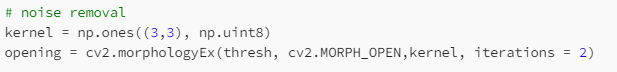 # noise removal
kernel = np.ones((3,3), np.uint8)
opening = cv2.morphologyEx(thresh, cv2.MORPH_OPEN,kernel, iterations = 2)